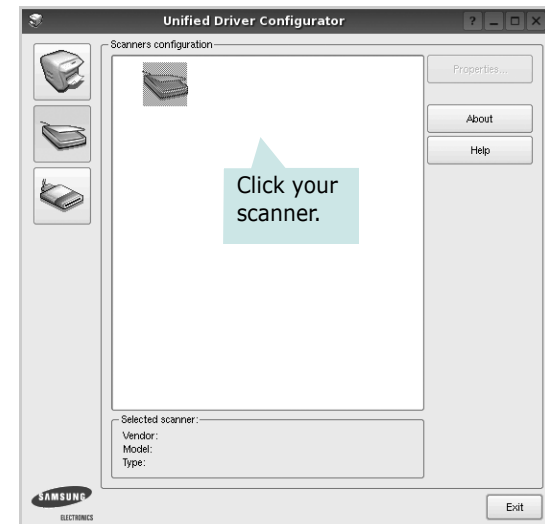 Unified Driver Configurator
Scanners configuration
Properties...
About
Help
Click your
scanner.
Selected scanner:
Vendor:
Model:
Type:
SAMSUNG
ELECTRONICS
Exit